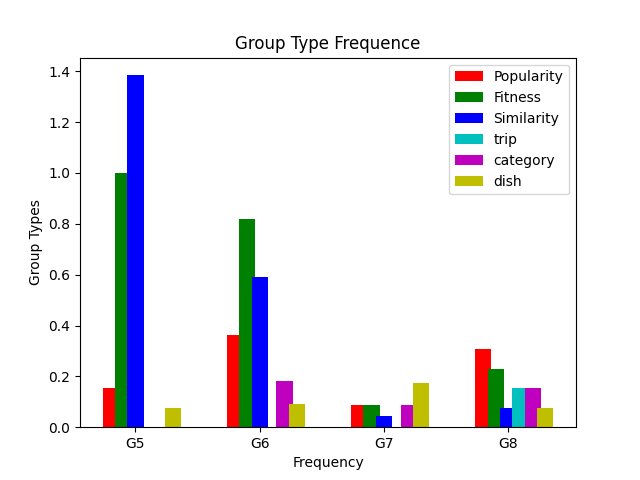 Group Type Frequence
Group Types
1.4
1.2
1.0
0.8
0.6
0.4
0.2
0.0
Popularity
Fitness
Similarity
trip
category
dish
G5 G6 G7 G8
Frequency